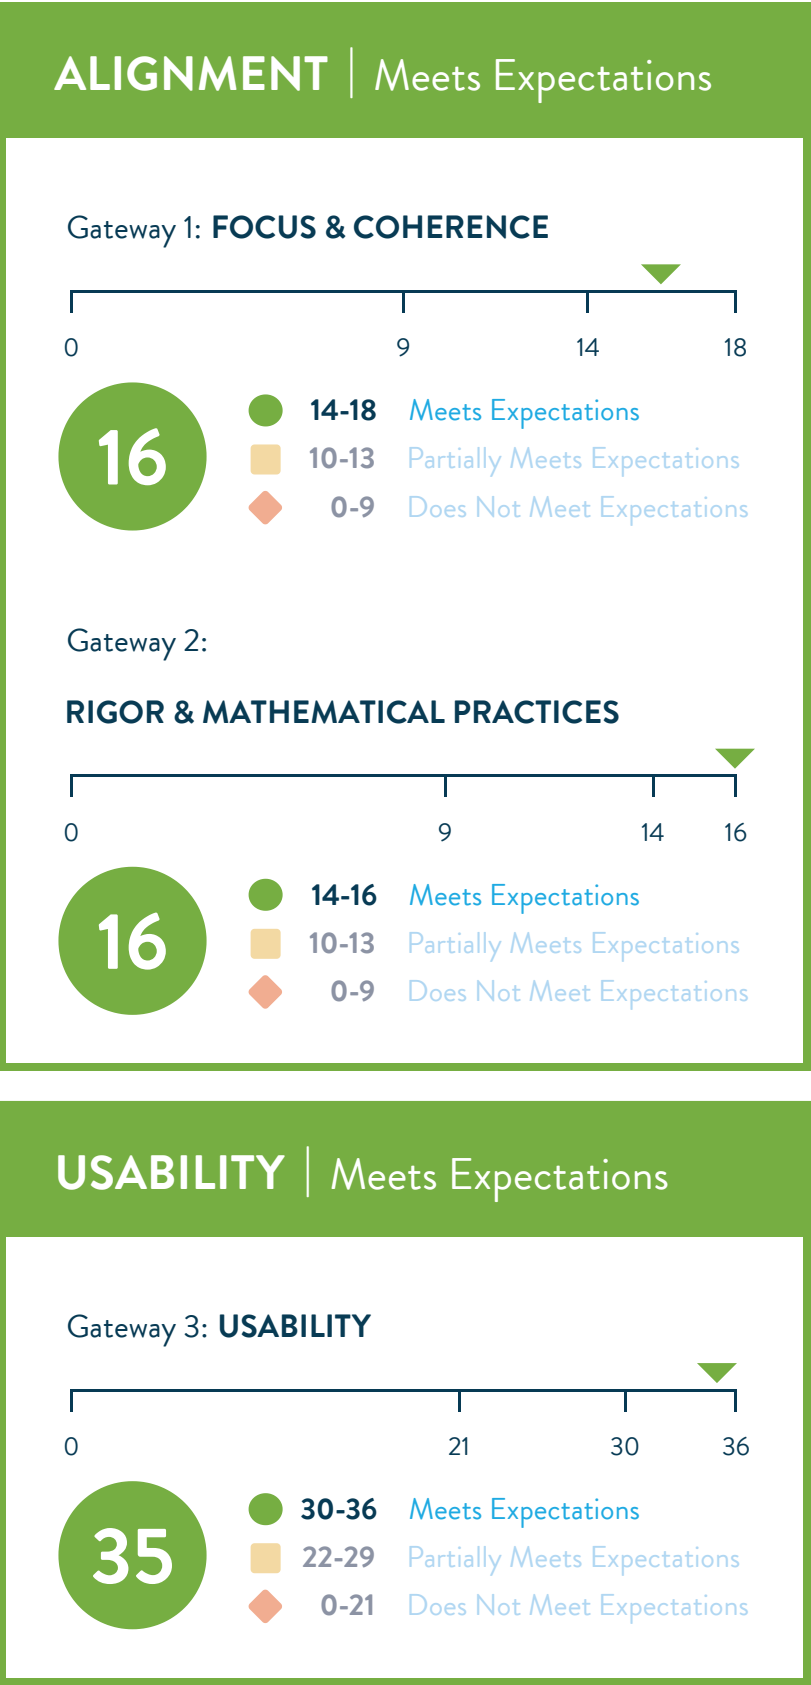 ALIGNMENT | Meets Expectations
Gateway 1: FOCUS & COHERENCE
0 9 14 18
16
14-18 Meets Expectations
10-13 Partially Meets Expectations
0-9 Does Not Meet Expectations
Gateway 2:
RIGOR & MATHEMATICAL PRACTICES
0 9 14 16
16
14-16 Meets Expectations
10-13 Partially Meets Expectations
0-9 Does Not Meet Expectations
USABILITY | Meets Expectations
Gateway 3: USABILITY
0 21 30 36
35
30-36 Meets Expectations
22-29 Partially Meets Expectations
0-21 Does Not Meet Expectations